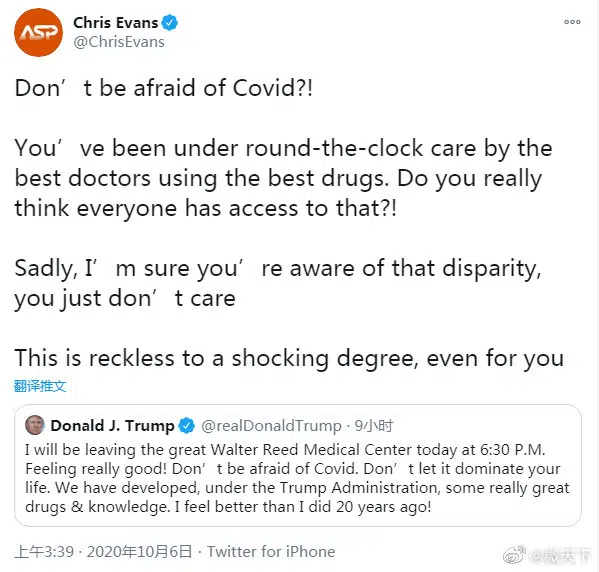 ASP
Chris Evans
@ChrisEvans
Don't be afraid of Covid?!
You've been under round-the-clock care by the
best doctors using the best drugs. Do you really
think everyone has access to that?!
Sadly, I'm sure you're aware of that disparity,
you just don't care
This is reckless to a shocking degree, even for you
翻译推文
Donald J. Trump @realDonaldTrump · 9小时
I will be leaving the great Walter Reed Medical Center today at 6:30 P.M.
Feeling really good! Don't be afraid of Covid. Don't let it dominate your
life. We have developed, under the Trump Administration, some really great
drugs & knowledge. I feel better than I did 20 years ago!
上午3:39 · 2020年10月6日 · Twitter for iPhone
@微天下